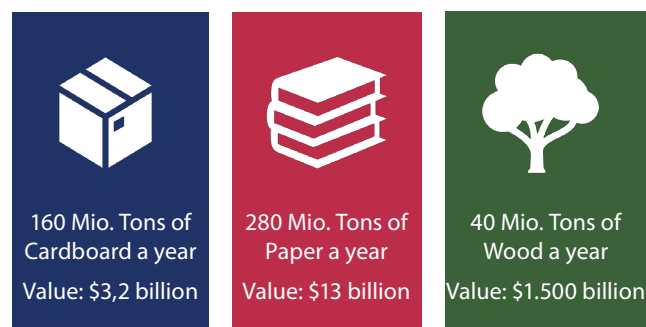 160 Mio. Tons of
Cardboard a year
Value: $3,2 billion
280 Mio. Tons of
Paper a year
Value: $13 billion
40 Mio. Tons of
Wood a year
Value: $1.500 billion